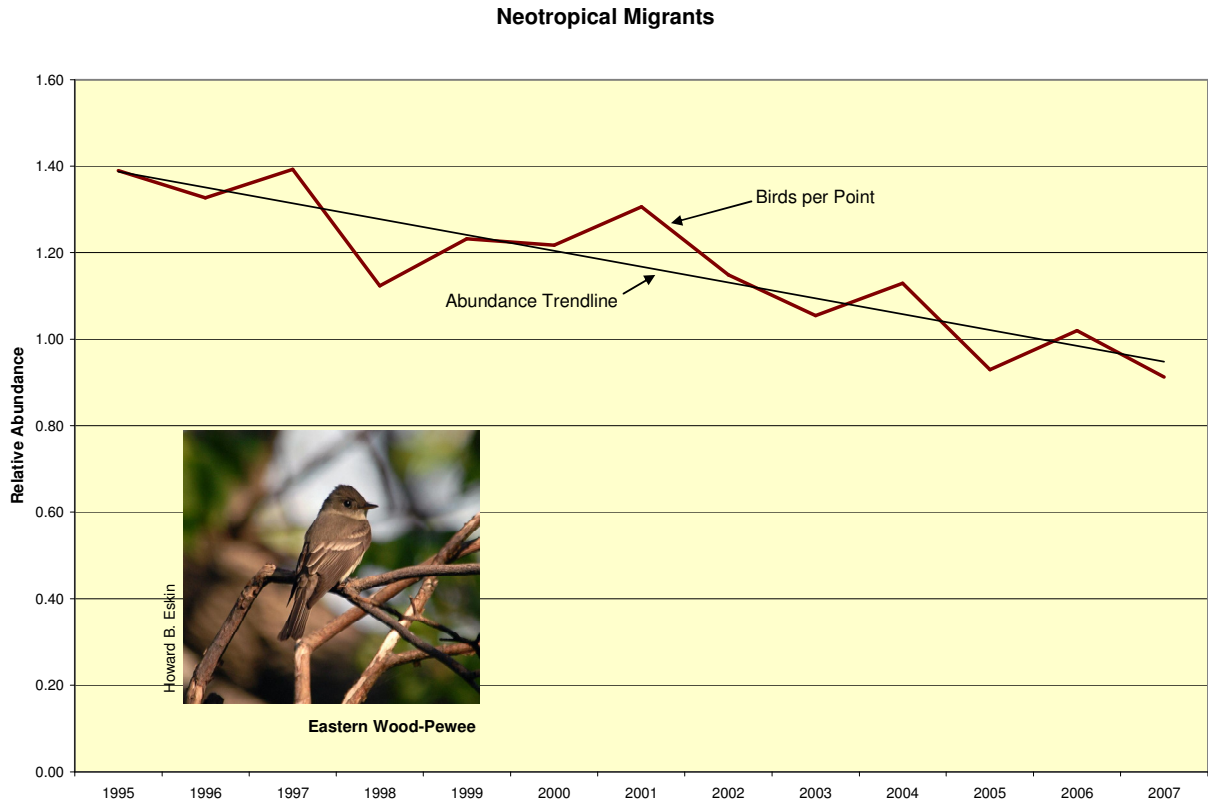 Neotropical Migrants
1.60
1.40
1.20
1.00
0.80
0.60
0.40
0.20
0.00
Relative Abundance
Birds per Point
Abundance Trendline
Howard B. Eskin
Eastern Wood-Pewee
1995 1996 1997 1998 1999 2000 2001 2002 2003 2004 2005 2006 2007